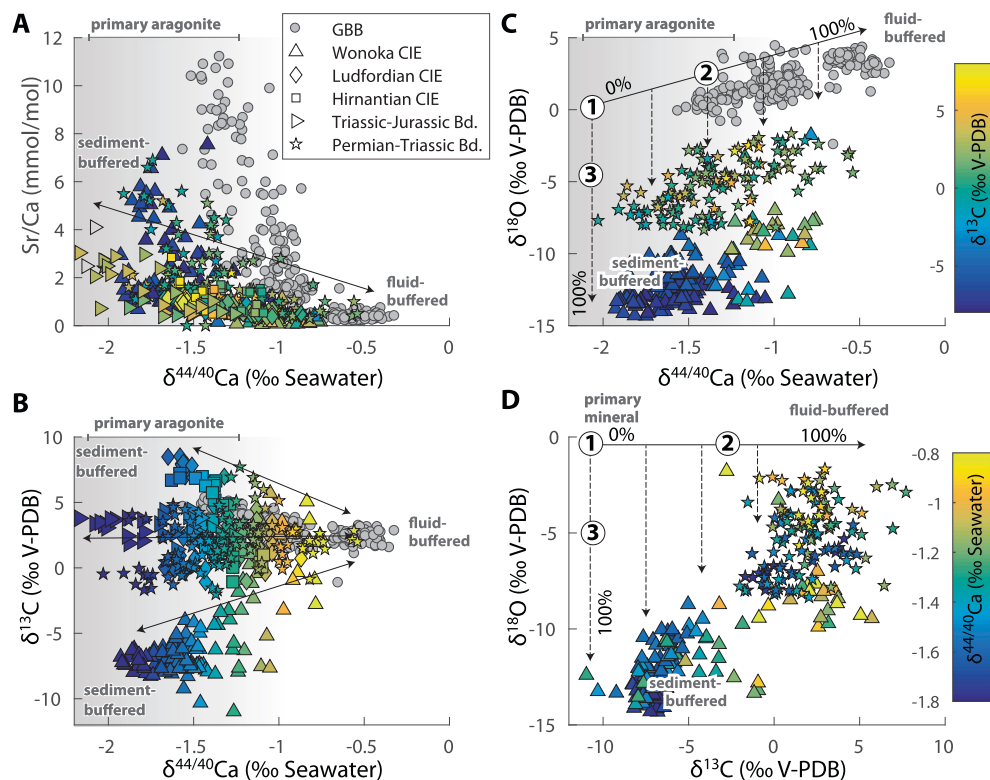 A
primary aragonite
12
10
8
6
4
2
0
Sr/Ca (mmol/mol)
sediment-
buffered
fluid-
buffered
-2
-1.5
-1
-0.5
0
δ44/40Ca (‰ Seawater)
GBB
Wonoka CIE
Ludfordian CIE
Hirnantian CIE
Triassic-Jurassic Bd.
Permian-Triassic Bd.
B
primary aragonite
10
5
0
-5
-10
δ13C (‰ V-PDB)
sediment-
buffered
fluid-
buffered
sediment-
buffered
-2
-1.5
-1
-0.5
0
δ44/40Ca (‰ Seawater)
C
primary aragonite
100%
fluid-
buffered
5
0
-5
-10
-15
δ18O (‰ V-PDB)
1
0%
2
3
sediment-
buffered
100%
-2
-1.5
-1
-0.5
0
δ44/40Ca (‰ Seawater)
5
0
-5
δ13C (‰ V-PDB)
D
primary
mineral
fluid-buffered
0
-5
-10
-15
δ18O (‰ V-PDB)
1
0%
2
100%
3
100%
sediment-
buffered
-10
-5
0
5
10
δ13C (‰ V-PDB)
-0.8
-1
-1.2
-1.4
-1.6
-1.8
δ44/40Ca (‰ Seawater)